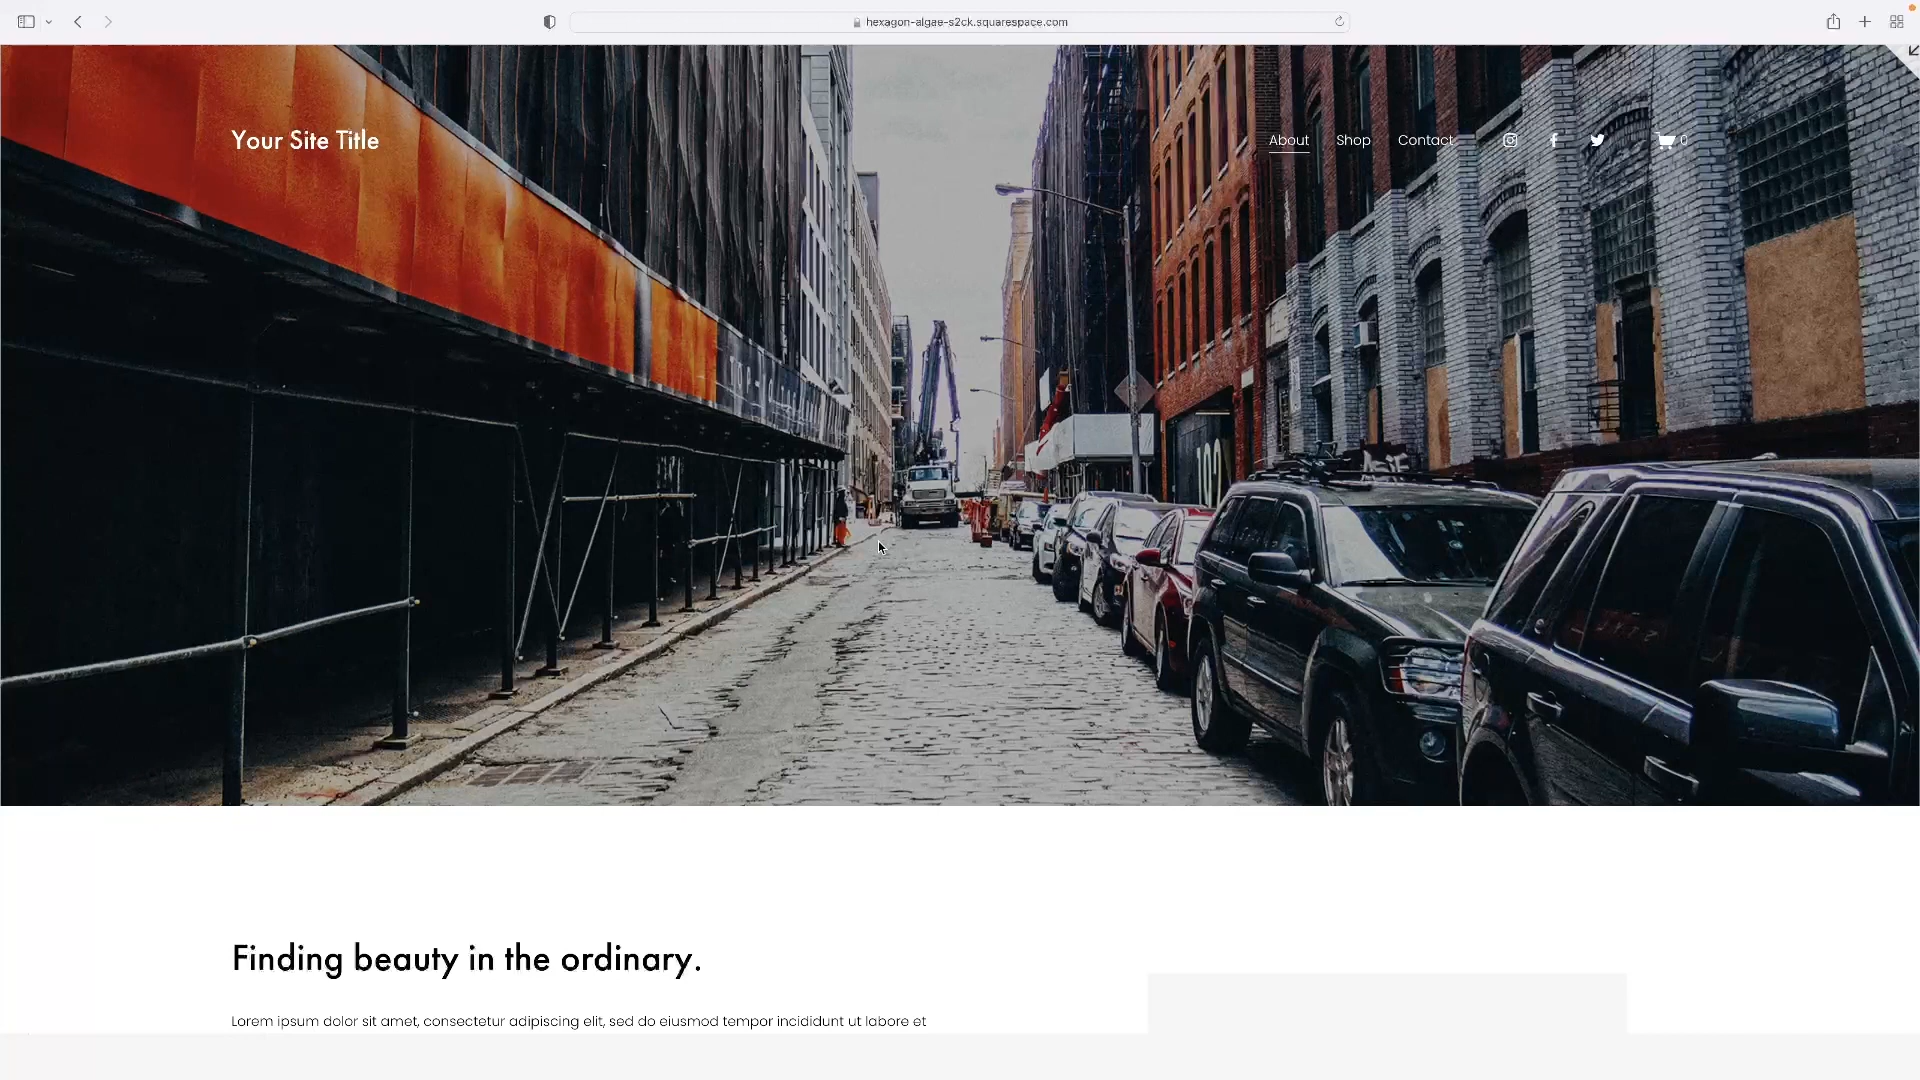 hexagon-algae-s2ck.squarespace.com
Your Site Title
About Shop Contact 0
Finding beauty in the ordinary.
Lorem ipsum dolor sit amet, consectetur adipiscing elit, sed do eiusmod tempor incididunt ut labore et